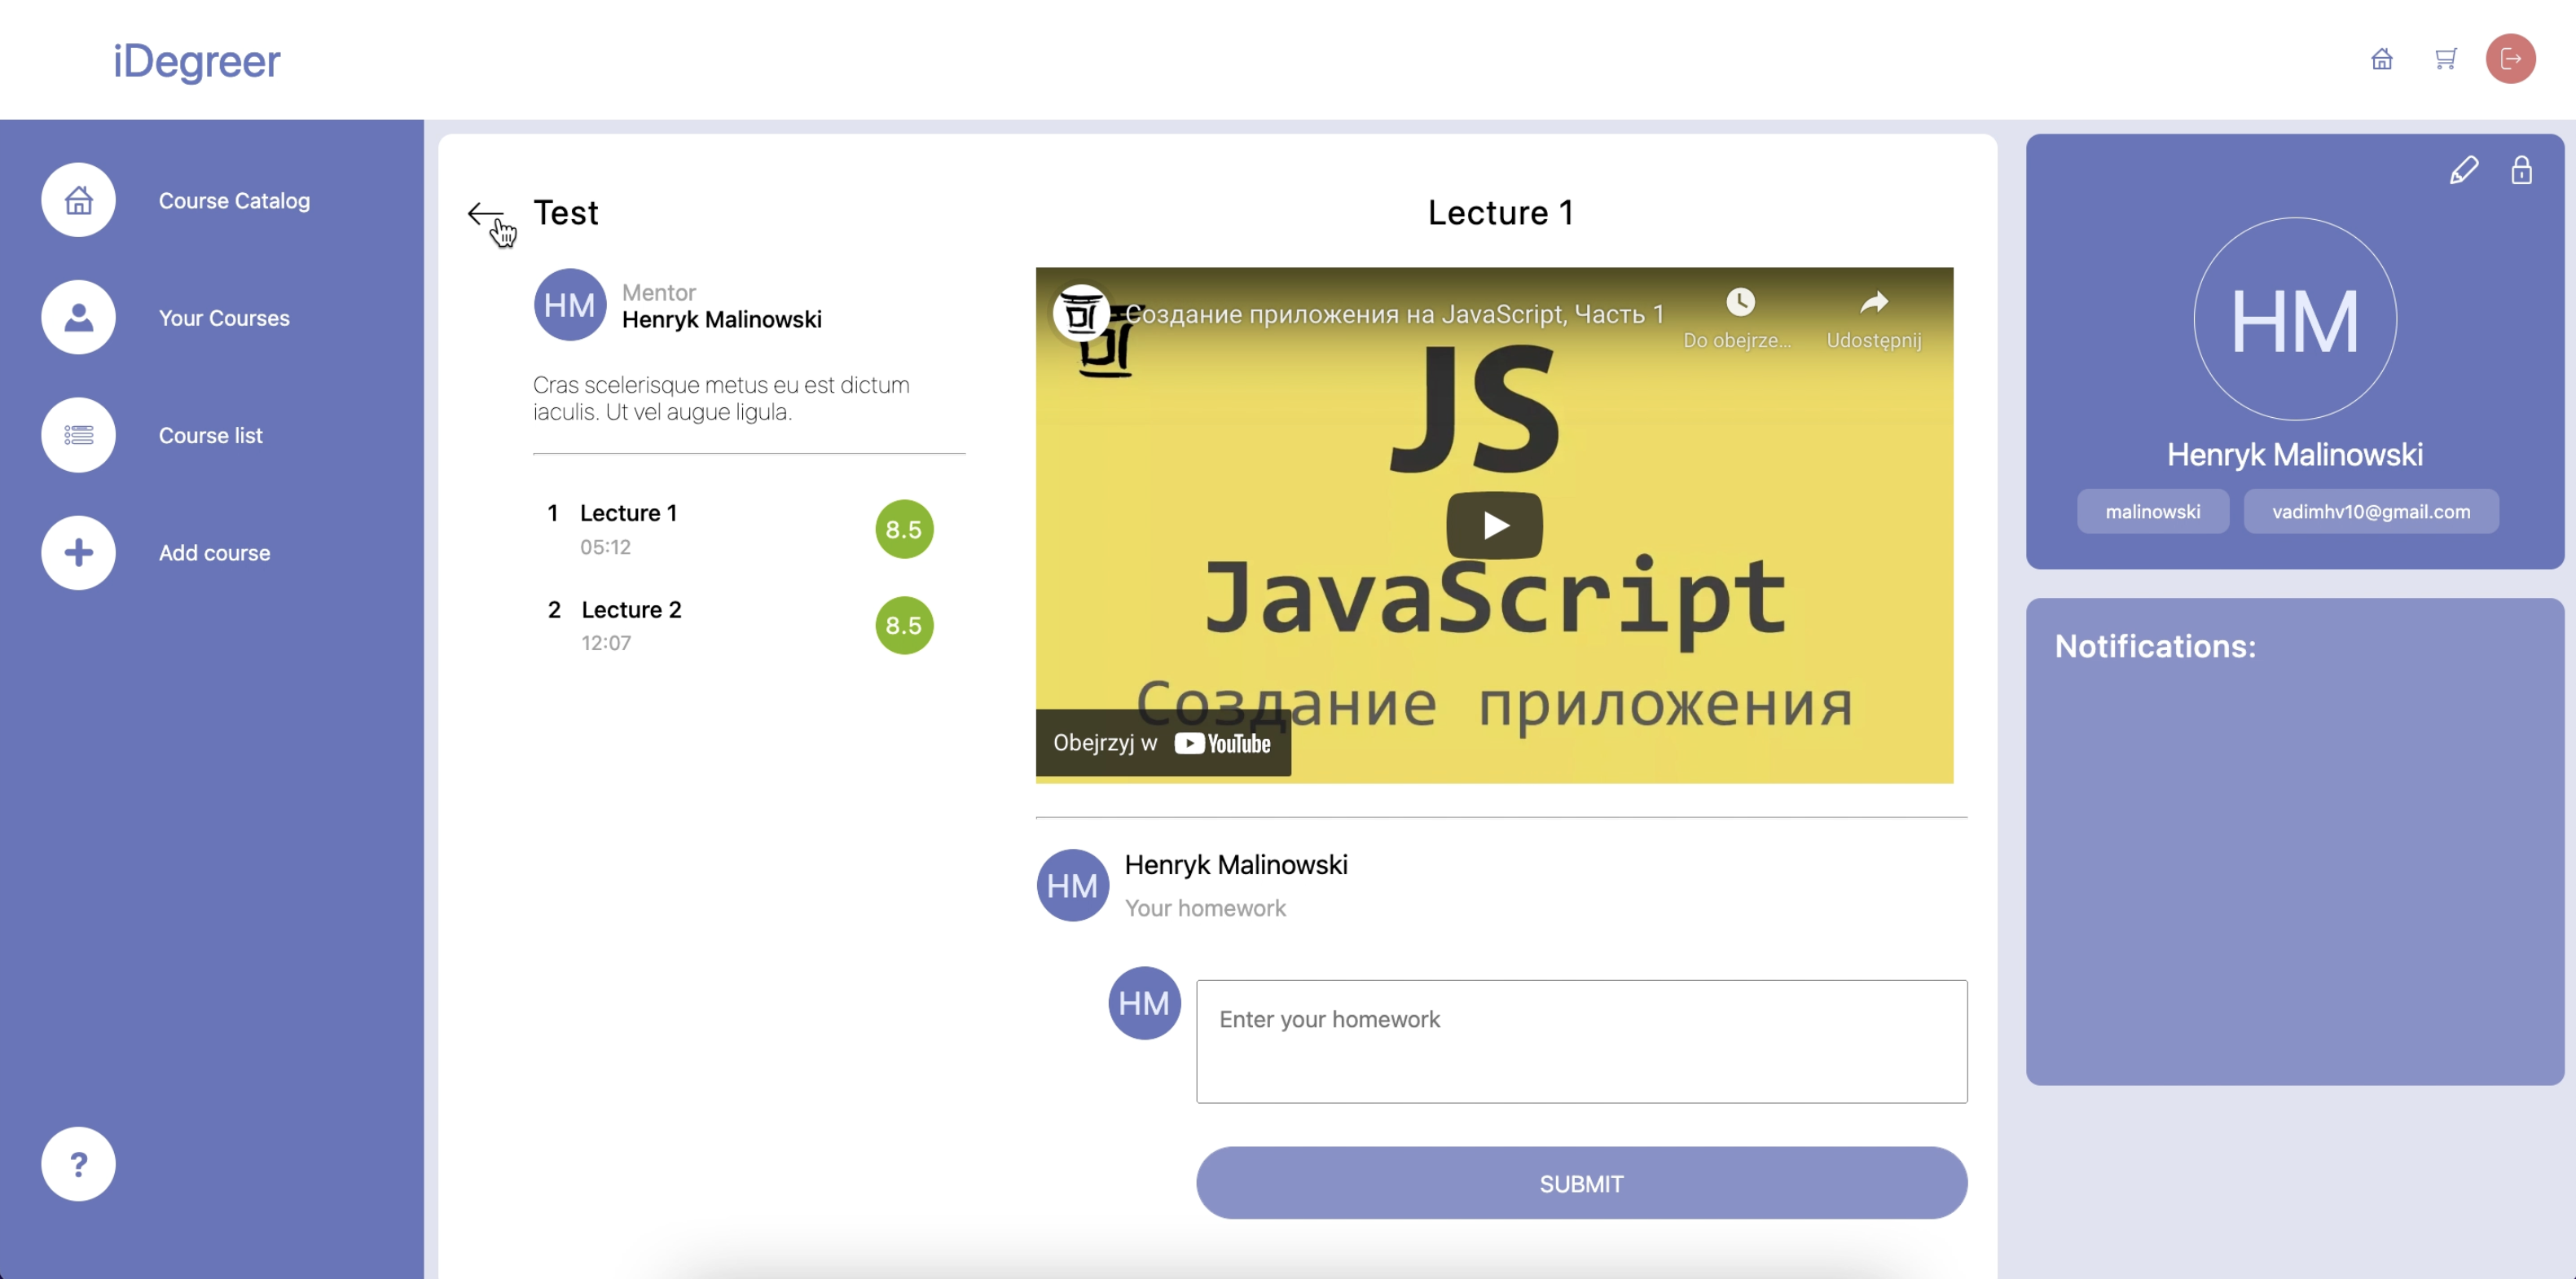 iDegreer
Course Catalog
Your Courses
Course list
Add course
?
Test
HM
Mentor
Henryk Malinowski
Cras scelerisque metus eu est dictum
iaculis. Ut vel augue ligula.
1 Lecture 1
05:12
8.5
2 Lecture 2
12:07
8.5
Lecture 1
Создание приложения на JavaScript, Часть 1
Do obejrze...
Udostępnij
JS
JavaScript
Создание приложения
Obejrzyj w YouTube
HM
Henryk Malinowski
Your homework
HM
Enter your homework
SUBMIT
HM
Henryk Malinowski
malinowski
vadimhv10@gmail.com
Notifications: